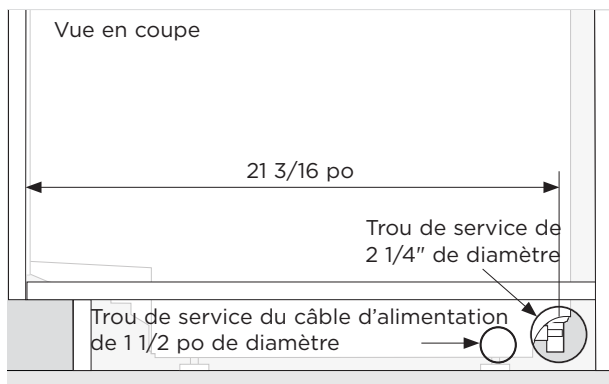 Vue en coupe
21 3/16 po
Trou de service de
2 1/4" de diamètre
Trou de service du câble d'alimentation
de 1 1/2 po de diamètre